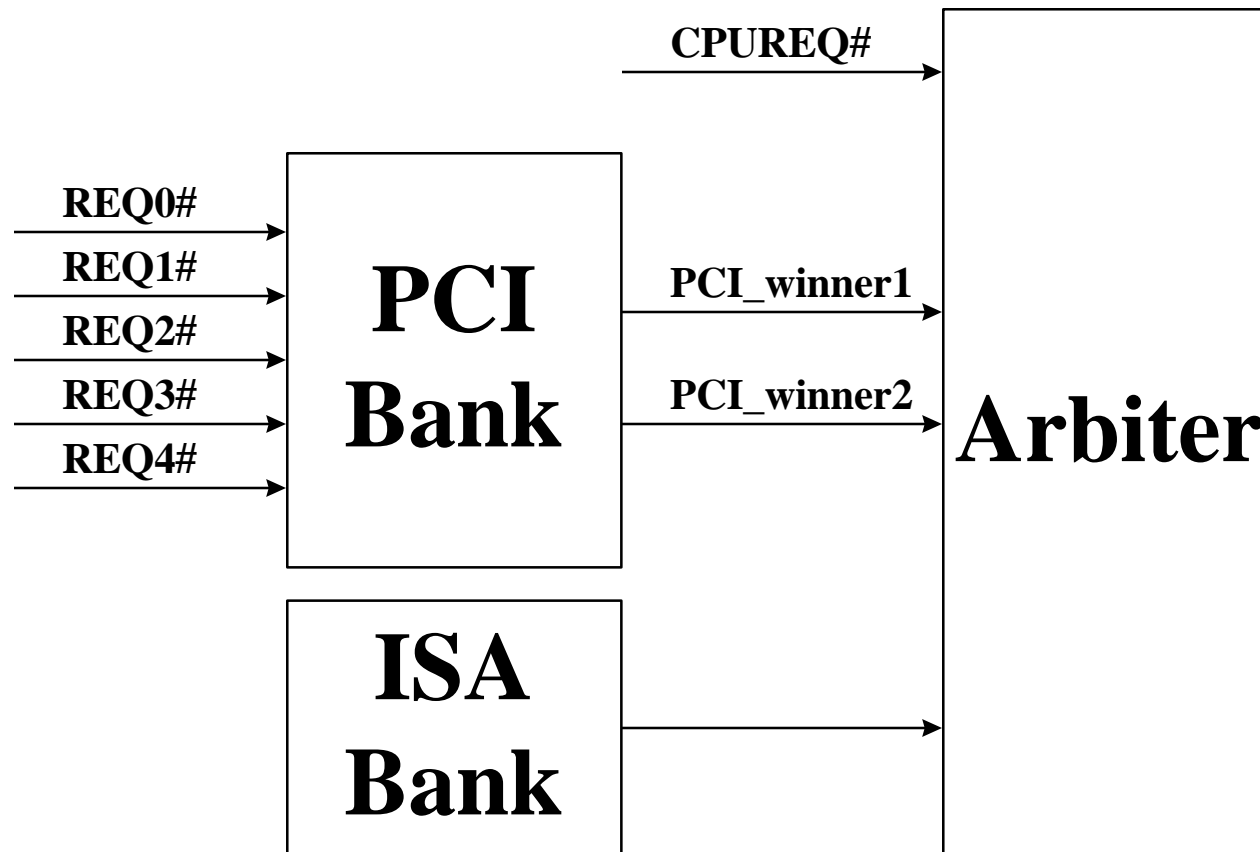 CPUREQ#
REQ0#
REQ1#
REQ2#
REQ3#
REQ4#
PCI
Bank
PCI_winner1
PCI_winner2
Arbiter
ISA
Bank